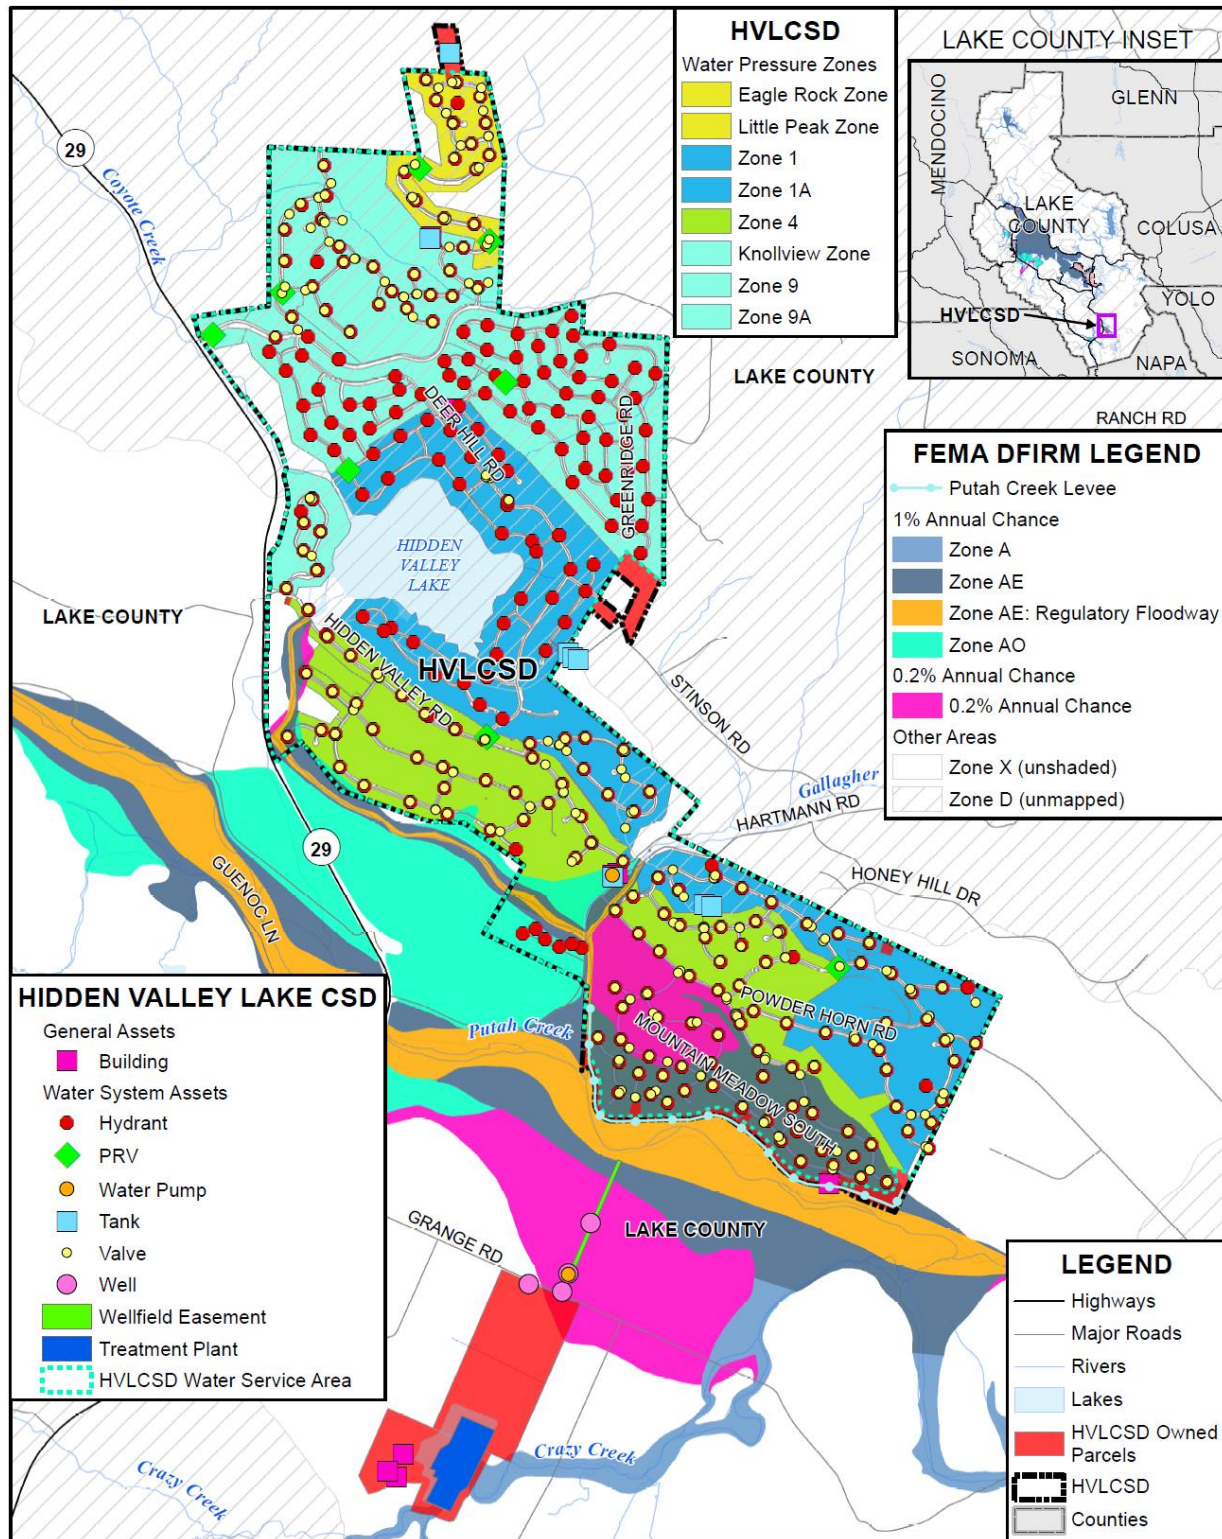 HVLCSD
Water Pressure Zones
Eagle Rock Zone
Little Peak Zone
Zone 1
Zone 1A
Zone 4
Knollview Zone
Zone 9
Zone 9A
LAKE COUNTY INSET
MENDOCINO
GLENN
LAKE
COUNTY
COLUSA
YOLO
HVLCSD
SONOMA
NAPA
29
Coyote Creek
LAKE COUNTY
RANCH RD
DEER HILL RD
GREENRIDGE RD
HIDDEN
VALLEY
LAKE
LAKE COUNTY
HIDDEN VALLEY RD
HVLCSD
STINSON RD
Gallagher
HARTMANN RD
HONEY HILL DR
29
GUENOC LN
POWDER HORN RD
MOUNTAIN MEADOW SOUTH
Putah Creek
LAKE COUNTY
GRANGE RD
Crazy Creek
Crazy Creek
FEMA DFIRM LEGEND
Putah Creek Levee
1% Annual Chance
Zone A
Zone AE
Zone AE: Regulatory Floodway
Zone AO
0.2% Annual Chance
0.2% Annual Chance
Other Areas
Zone X (unshaded)
Zone D (unmapped)
HIDDEN VALLEY LAKE CSD
General Assets
Building
Water System Assets
Hydrant
PRV
Water Pump
Tank
Valve
Well
Wellfield Easement
Treatment Plant
HVLCSD Water Service Area
LEGEND
Highways
Major Roads
Rivers
Lakes
HVLCSD Owned
Parcels
HVLCSD
Counties